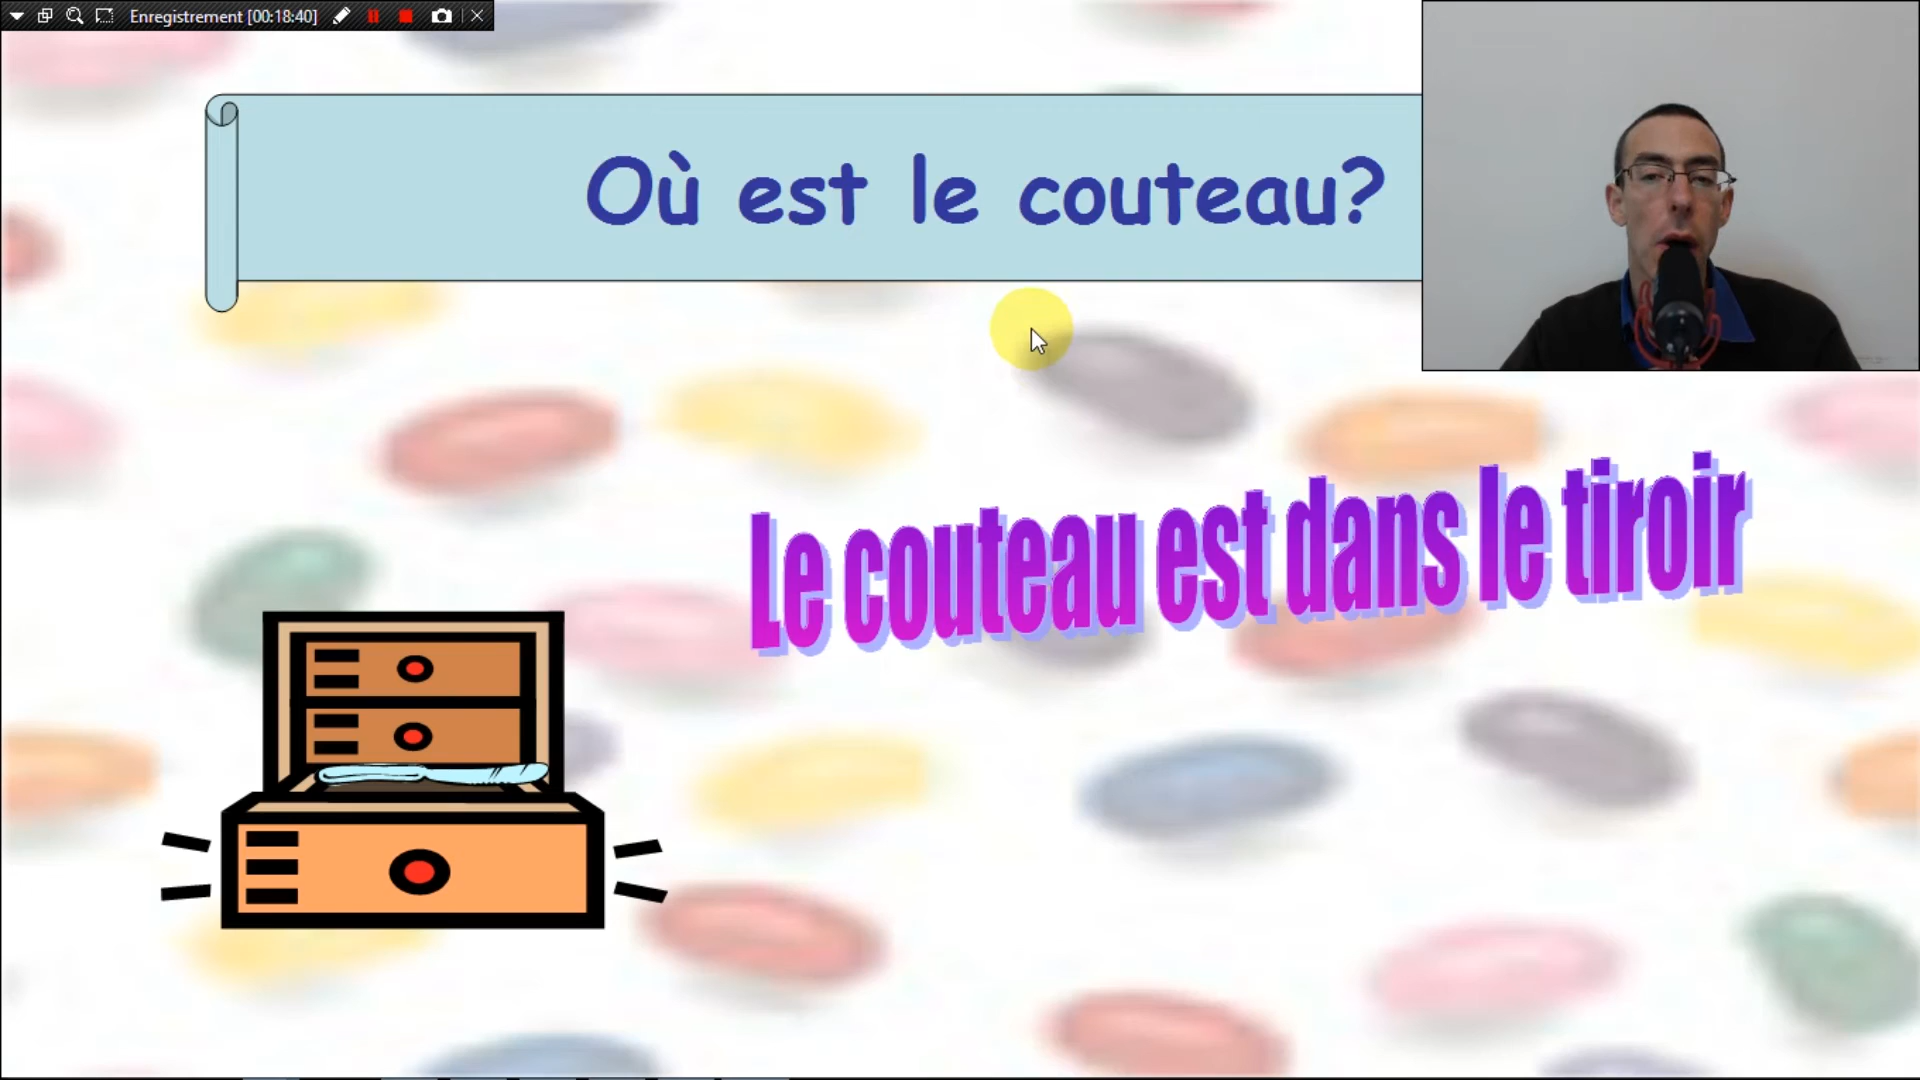 Enregistrement [00:18:40]
Où est le couteau?
Le couteau est dans le tiroir